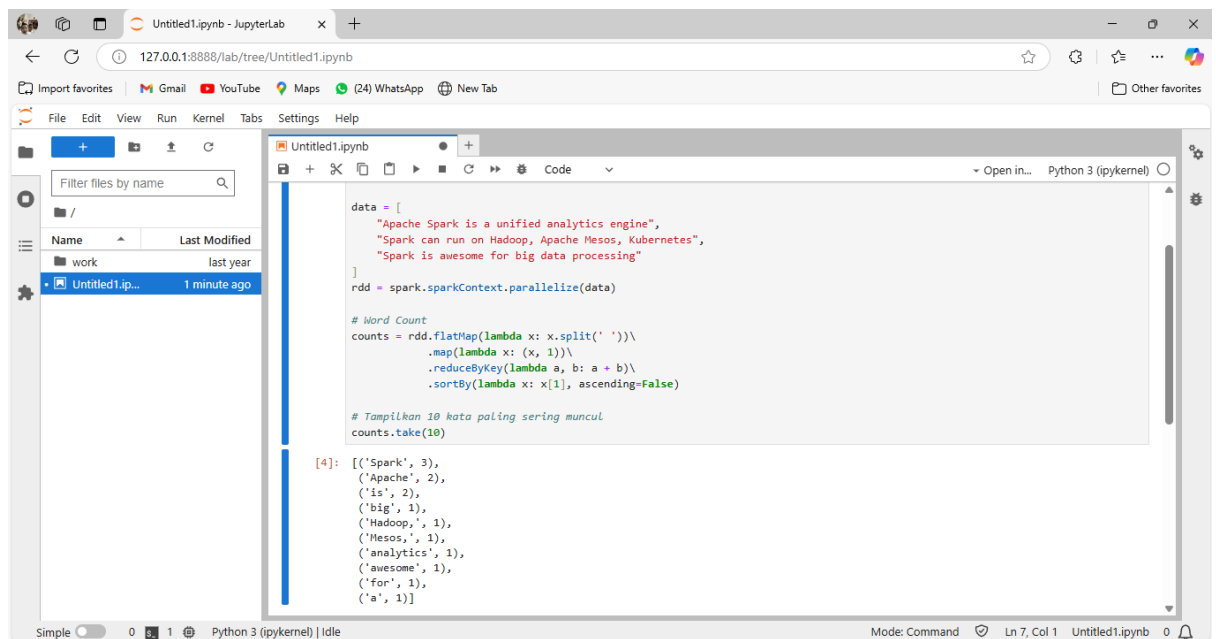 Untitled1.ipynb - JupyterLab
127.0.0.1:8888/lab/tree/Untitled1.ipynb
Import favorites Gmail YouTube Maps (24) WhatsApp New Tab Other favorites
File Edit View Run Kernel Tabs Settings Help
Filter files by name
/
Name Last Modified
work last year
Untitled1.ip... 1 minute ago
Untitled1.ipynb
Code Open in... Python 3 (ipykernel)
data = [
"Apache Spark is a unified analytics engine",
"Spark can run on Hadoop, Apache Mesos, Kubernetes",
"Spark is awesome for big data processing"
]
rdd = spark.sparkContext.parallelize(data)
# Word Count
counts = rdd.flatMap(lambda x: x.split(' '))\
.map(lambda x: (x, 1))\
.reduceByKey(lambda a, b: a + b)\
.sortBy(lambda x: x[1], ascending=False)
# Tampilkan 10 kata paling sering muncul
counts.take(10)
[4]: [('Spark', 3),
('Apache', 2),
('is', 2),
('big', 1),
('Hadoop,', 1),
('Mesos,', 1),
('analytics', 1),
('awesome', 1),
('for', 1),
('a', 1)]
Simple 0 1 Python 3 (ipykernel) | Idle Mode: Command Ln 7, Col 1 Untitled1.ipynb 0